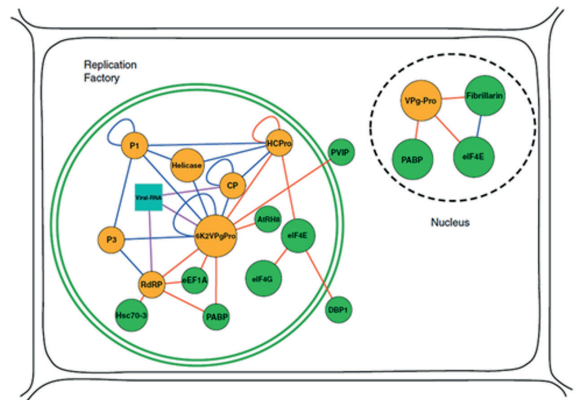 Replication
Factory
P1
HCPro
Helicase
CP
Viral-RNA
PVIP
P3
6K2VPgPro
AtRH8
eIF4E
RdRP
eEF1A
eIF4G
Hsc70-3
PABP
DBP1
VPg-Pro
Fibrillarin
PABP
eIF4E
Nucleus